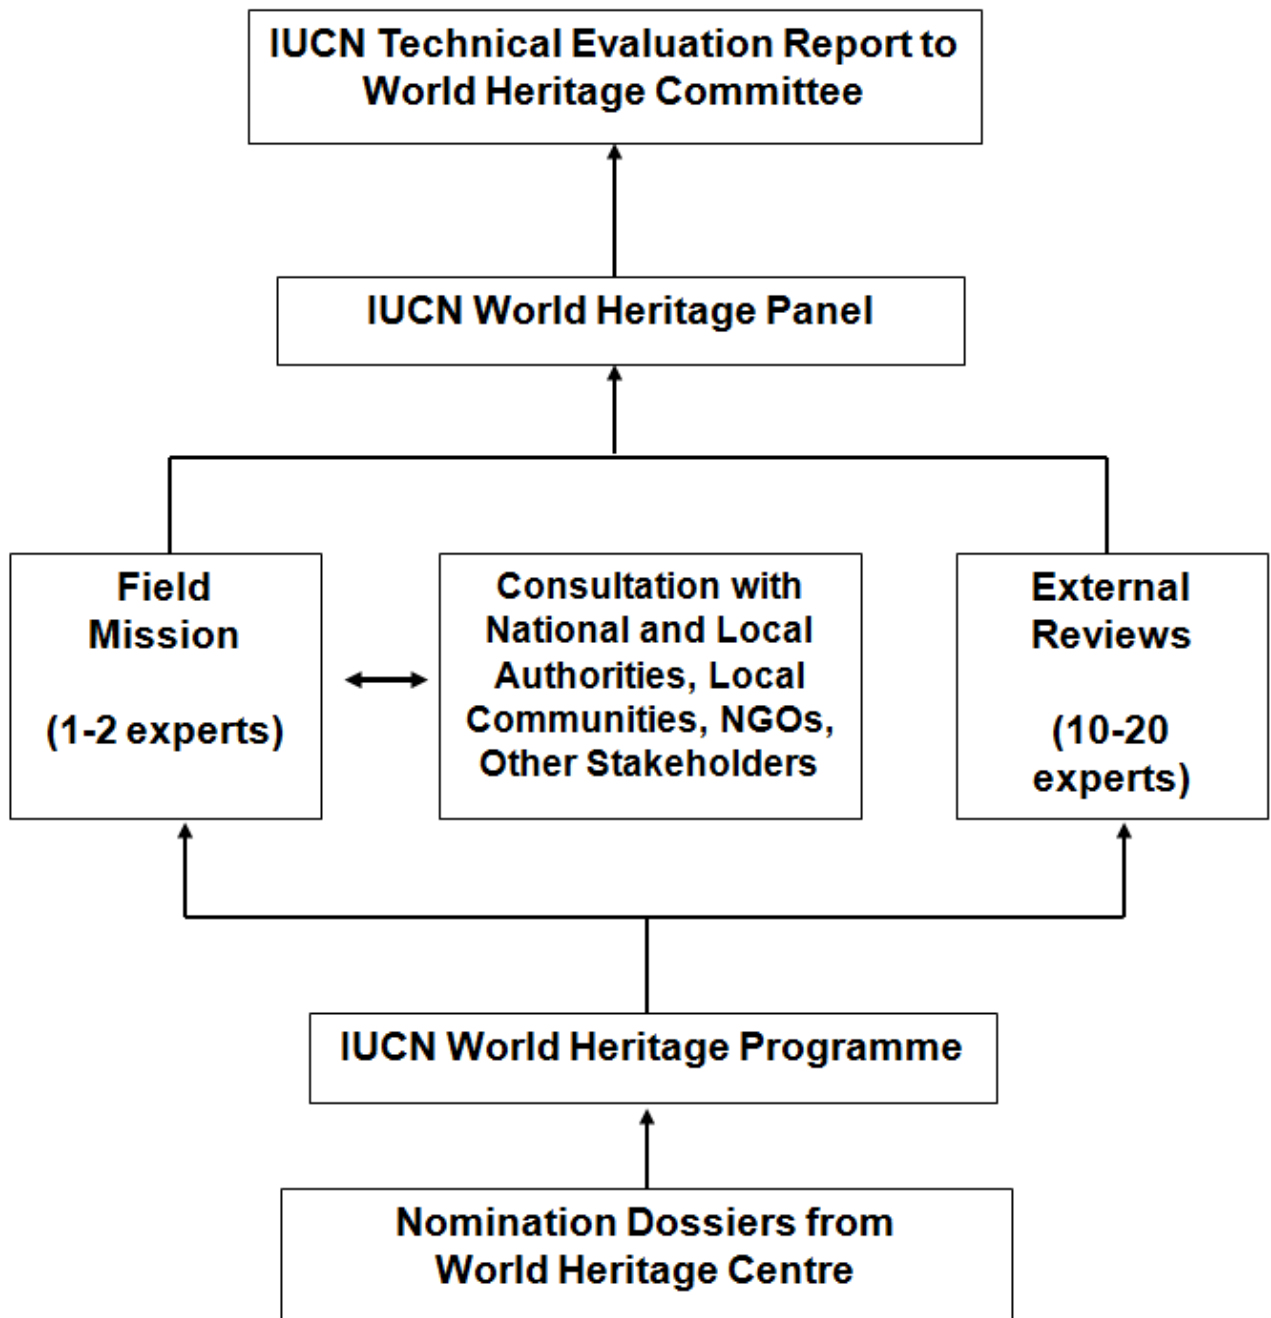 IUCN Technical Evaluation Report to
World Heritage Committee
IUCN World Heritage Panel
Field
Mission
(1-2 experts)
Consultation with
National and Local
Authorities, Local
Communities, NGOs,
Other Stakeholders
External
Reviews
(10-20
experts)
IUCN World Heritage Programme
Nomination Dossiers from
World Heritage Centre